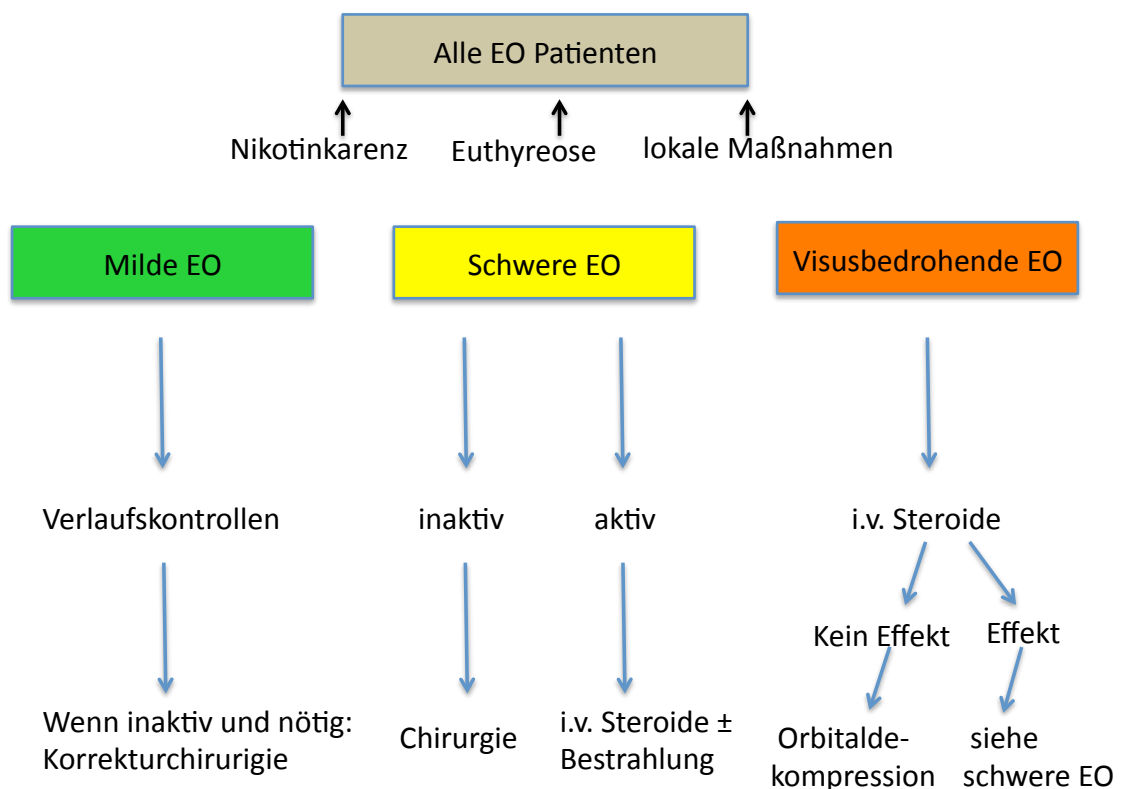 Alle EO Patienten
Nikotinkarenz
Euthyreose
lokale Maßnahmen
Milde EO
Schwere EO
Visusbedrohende EO
Verlaufskontrollen
inaktiv
aktiv
i.v. Steroide
Kein Effekt
Effekt
Wenn inaktiv und nötig:
Korrekturchirurigie
Chirurgie
i.v. Steroide ±
Bestrahlung
Orbitalde-
kompression
siehe
schwere EO